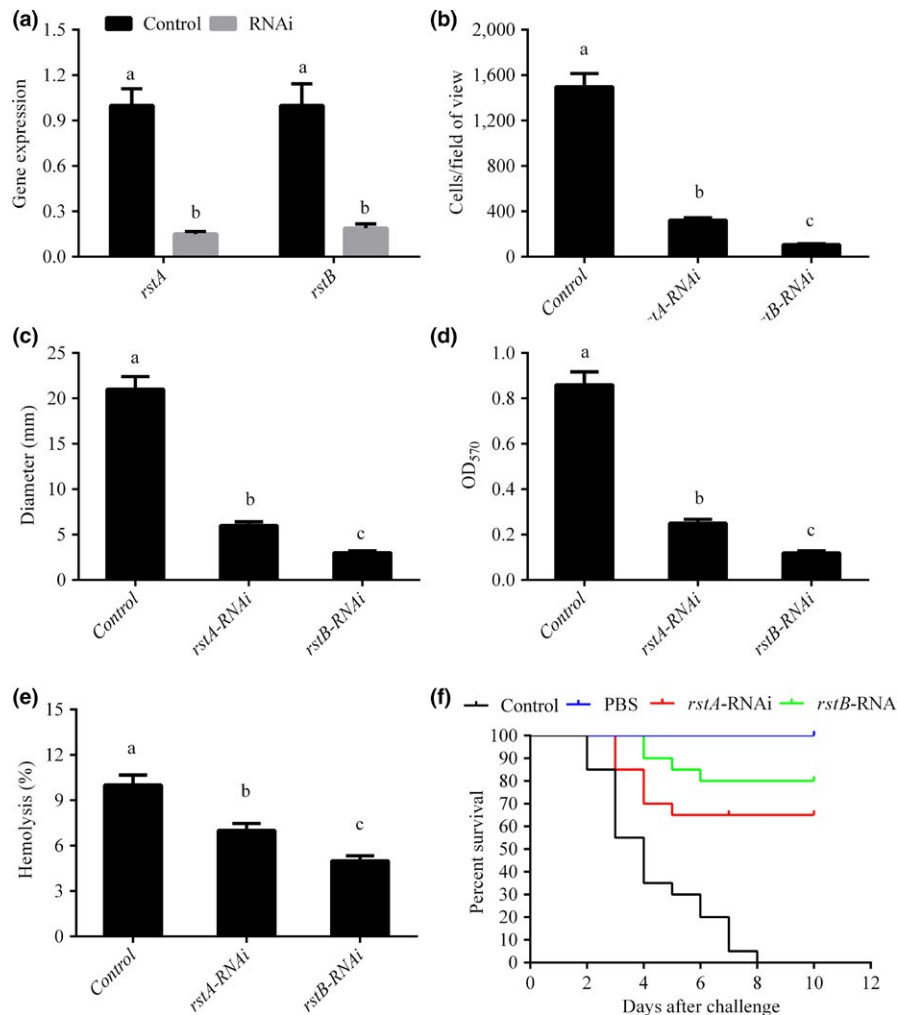 (a)
Control RNAi
1.5
1.2
0.9
0.6
0.3
0.0
Gene expression
a
b
a
b
rstA
rstB
(b)
2,000
1,600
1,200
800
400
0
Cells/field of view
a
b
c
Control
rstA-RNAi
rstB-RNAi
(c)
25
20
15
10
5
0
Diameter (mm)
a
b
c
Control
rstA-RNAi
rstB-RNAi
(d)
1.0
0.8
0.6
0.4
0.2
0.0
OD570
a
b
c
Control
rstA-RNAi
rstB-RNAi
(e)
15
12
9
6
3
0
Hemolysis (%)
a
b
c
Control
rstA-RNAi
rstB-RNAi
(f)
Control PBS rstA-RNAi rstB-RNA
100
90
80
70
60
50
40
30
20
10
0
Percent survival
0 2 4 6 8 10 12
Days after challenge